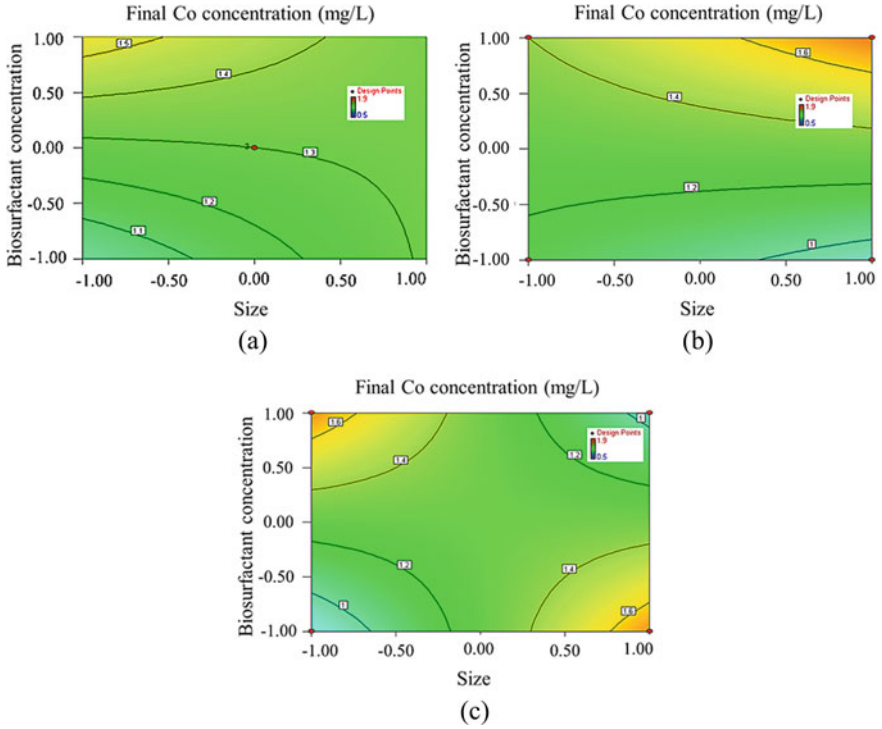 Final Co concentration (mg/L)
Biosurfactant concentration
1.00
0.50
0.00
-0.50
-1.00
1.5
1.4
1.3
1.2
1.1
3
Design Points
1.9
0.5
-1.00 -0.50 0.00 0.50 1.00
Size
(a)
Final Co concentration (mg/L)
Biosurfactant concentration
1.00
0.50
0.00
-0.50
-1.00
1.6
1.4
1.2
1
Design Points
1.9
0.5
-1.00 -0.50 0.00 0.50 1.00
Size
(b)
Final Co concentration (mg/L)
Biosurfactant concentration
1.00
0.50
0.00
-0.50
-1.00
1.6
1
1.4
1.2
Design Points
1.9
0.5
1.2
1.4
1
1.6
-1.00 -0.50 0.00 0.50 1.00
Size
(c)